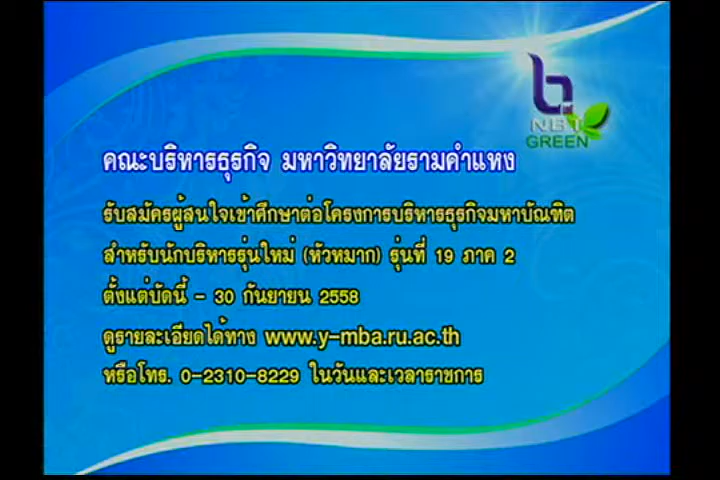 NBT
GREEN
คณะบริหารธุรกิจ มหาวิทยาลัยรามคำแหง
รับสมัครผู้สนใจเข้าศึกษาต่อโครงการบริหารธุรกิจมหาบัณฑิต
สำหรับนักบริหารรุ่นใหม่ (หัวหมาก) รุ่นที่ 19 ภาค 2
ตั้งแต่บัดนี้ - 30 กันยายน 2558
ดูรายละเอียดได้ทาง www.y-mba.ru.ac.th
หรือโทร. 0-2310-8229 ในวันและเวลาราชการ